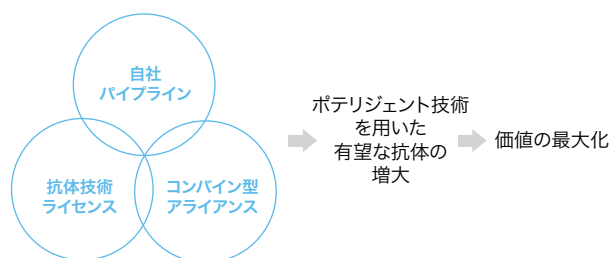 自社
パイプライン
抗体技術
ライセンス
コンバイン型
アライアンス
ポテリジェント技術
を用いた
有望な抗体の
増大
価値の最大化